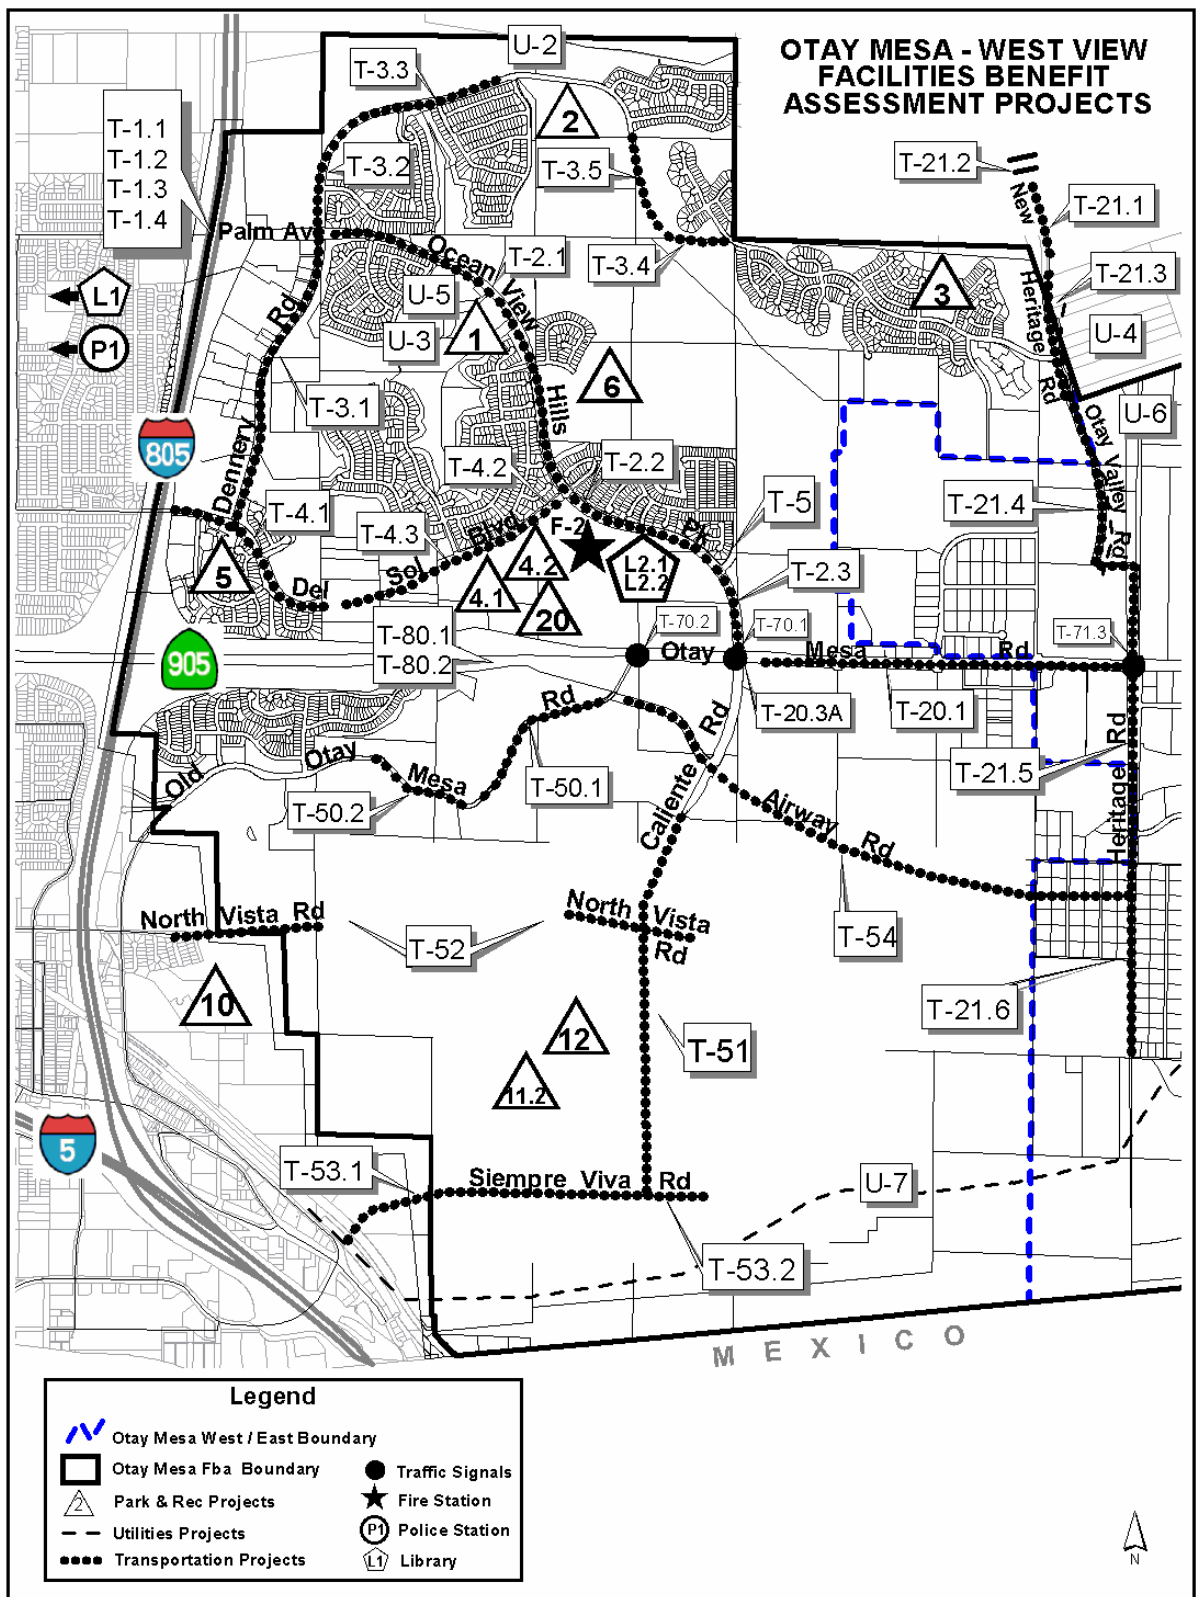 OTAY MESA - WEST VIEW
FACILITIES BENEFIT
ASSESSMENT PROJECTS
U-2
T-3.3
2
T-1.1
T-1.2
T-1.3
T-1.4
T-3.2
T-3.5
T-21.2
New
T-21.1
Palm Av
Ocean View Hills Pk
T-2.1
T-3.4
T-21.3
L1
U-5
3
Heritage Rd
P1
U-3
1
U-4
Dennery Rd
T-3.1
6
U-6
Otay Valley Rd
805
T-4.2
T-2.2
T-4.1
T-4.3
T-5
T-21.4
F-2
5
Del Sol Blvd
4.2
L2.1
L2.2
T-2.3
4.1
20
T-70.2
T-70.1
T-71.3
905
T-80.1
T-80.2
Otay Mesa Rd
T-20.3A
T-20.1
Old Otay Mesa Rd
T-50.1
T-50.2
Caliente Rd
Airway Rd
T-21.5
Heritage Rd
North Vista Rd
T-52
North Vista Rd
T-54
10
T-21.6
12
T-51
11.2
5
T-53.1
Siempre Viva Rd
U-7
T-53.2
MEXICO
Legend
Otay Mesa West / East Boundary
Otay Mesa Fba Boundary
2
Park & Rec Projects
Utilities Projects
Transportation Projects
Traffic Signals
Fire Station
P1
Police Station
L1
Library
N